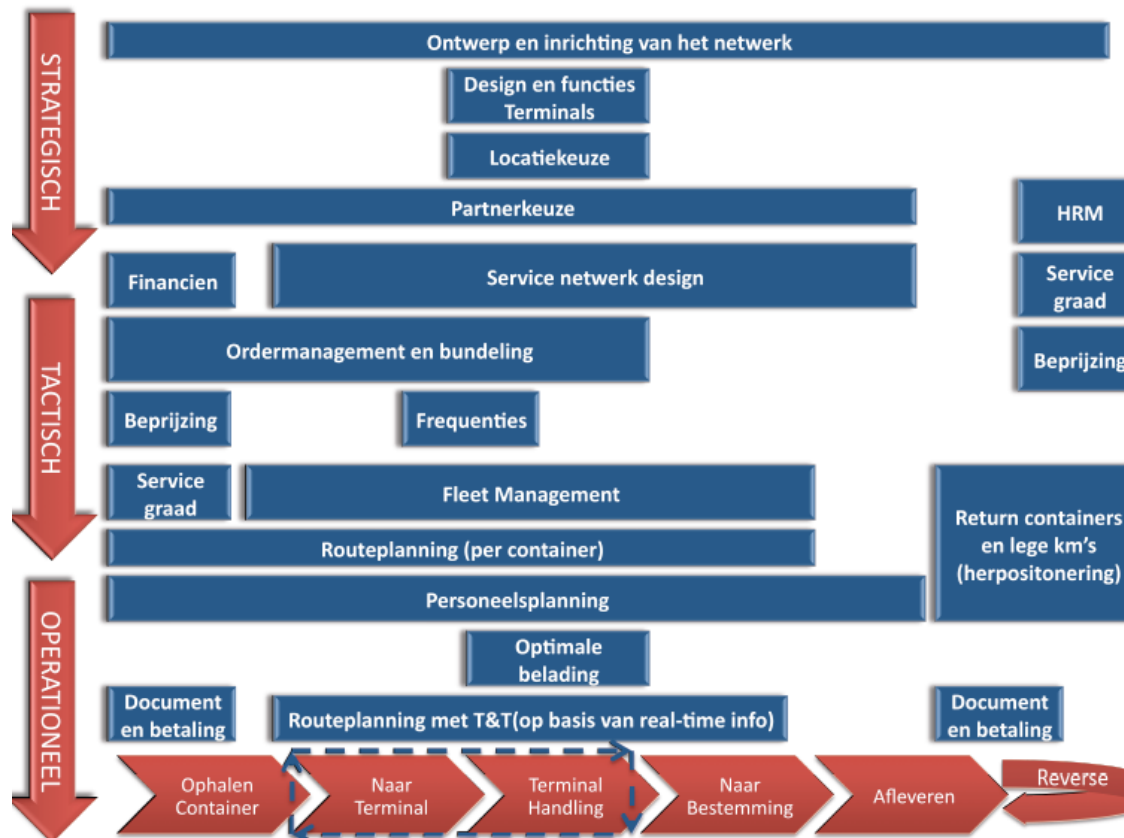 STRATEGISCH
Ontwerp en inrichting van het netwerk
Design en functies
Terminals
Locatiekeuze
Partnerkeuze
HRM
Financien
Service netwerk design
Service
graad
TACTISCH
Ordermanagement en bundeling
Beprijzing
Beprijzing
Frequenties
Service
graad
Fleet Management
Return containers
en lege km's
(herpositonering)
Routeplanning (per container)
OPERATIONEEL
Personeelsplanning
Optimale
belading
Document
en betaling
Routeplanning met T&T(op basis van real-time info)
Document
en betaling
Ophalen
Container
Naar
Terminal
Terminal
Handling
Naar
Bestemming
Afleveren
Reverse